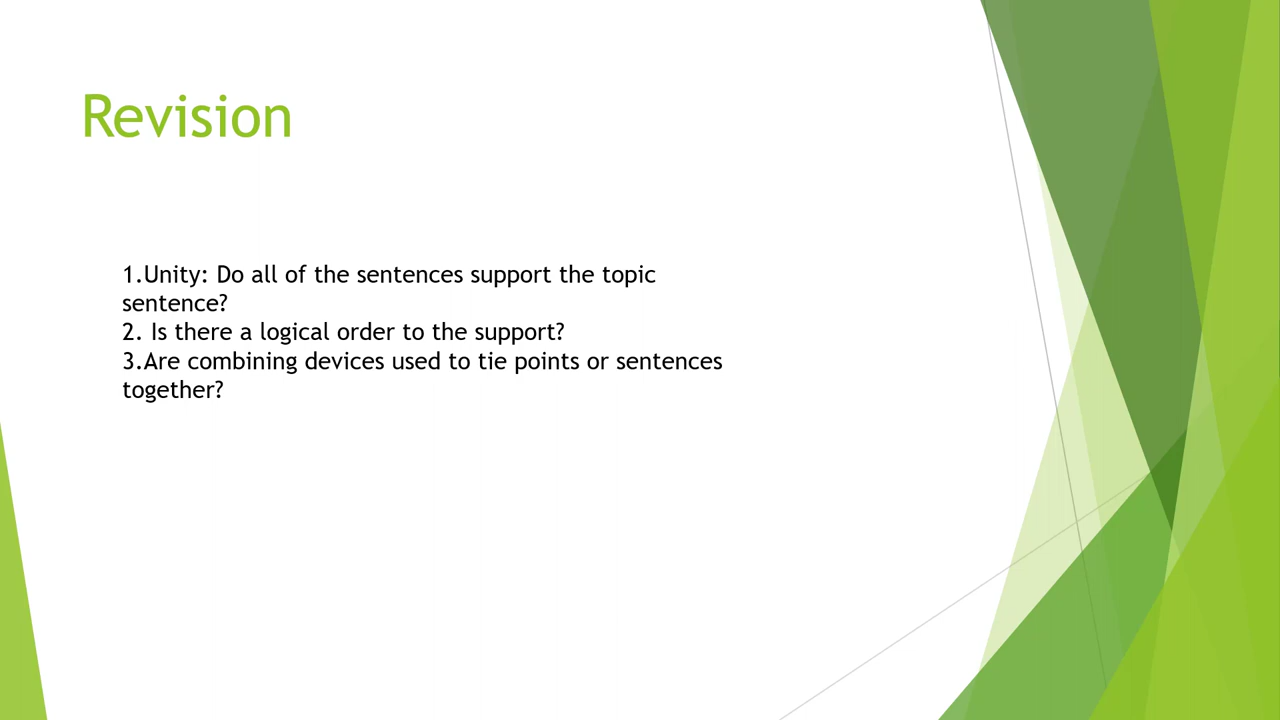 Revision
1.Unity: Do all of the sentences support the topic
sentence?
2. Is there a logical order to the support?
3.Are combining devices used to tie points or sentences
together?